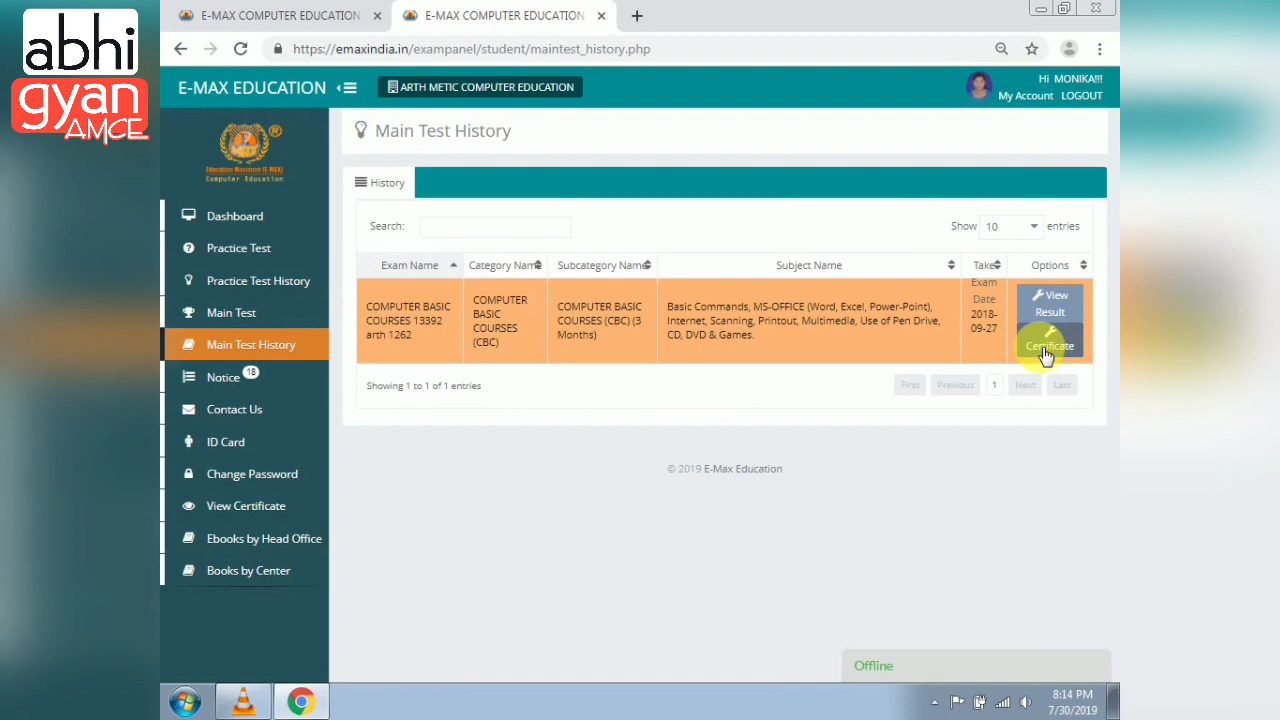 abhi
gyan
AMCE
E-MAX COMPUTER EDUCATION
E-MAX COMPUTER EDUCATION
https://emaxindia.in/exampanel/student/maintest_history.php
E-MAX EDUCATION
ARTH METIC COMPUTER EDUCATION
Hi MONIKA!!!
My Account LOGOUT
Education Maximum (E-MAX)
Computer Education
Main Test History
History
Dashboard
Practice Test
Practice Test History
Main Test
Main Test History
Notice 18
Contact Us
ID Card
Change Password
View Certificate
Ebooks by Head Office
Books by Center
Search:
Show 10 entries
Exam Name Category Name Subcategory Name Subject Name Take Options
COMPUTER BASIC
COURSES 13392
arth 1262
COMPUTER
BASIC
COURSES
(CBC)
COMPUTER BASIC
COURSES (CBC) (3
Months)
Basic Commands, MS-OFFICE (Word, Excel, Power-Point),
Internet, Scanning, Printout, Multimedia, Use of Pen Drive,
CD, DVD & Games.
Exam
Date
2018-
09-27
View
Result
Certificate
Showing 1 to 1 of 1 entries
First Previous 1 Next Last
© 2019 E-Max Education
Offline
8:14 PM
7/30/2019